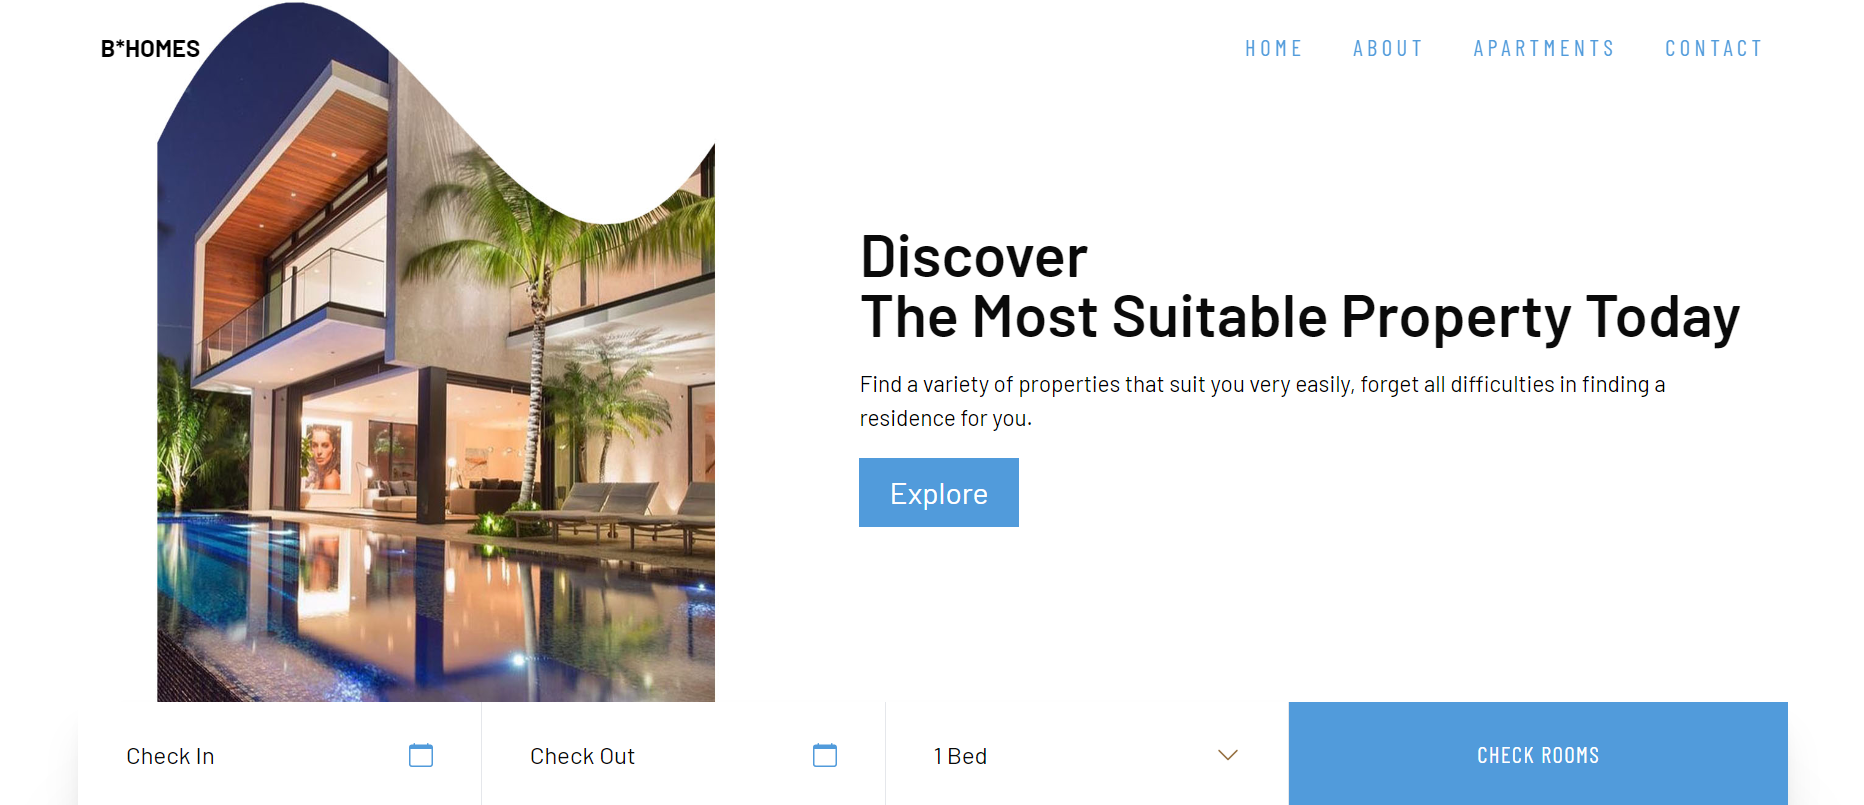 B*HOMES
HOME
ABOUT
APARTMENTS
CONTACT
Discover
The Most Suitable Property Today
Find a variety of properties that suit you very easily, forget all difficulties in finding a
residence for you.
Explore
Check In
Check Out
1 Bed
CHECK ROOMS